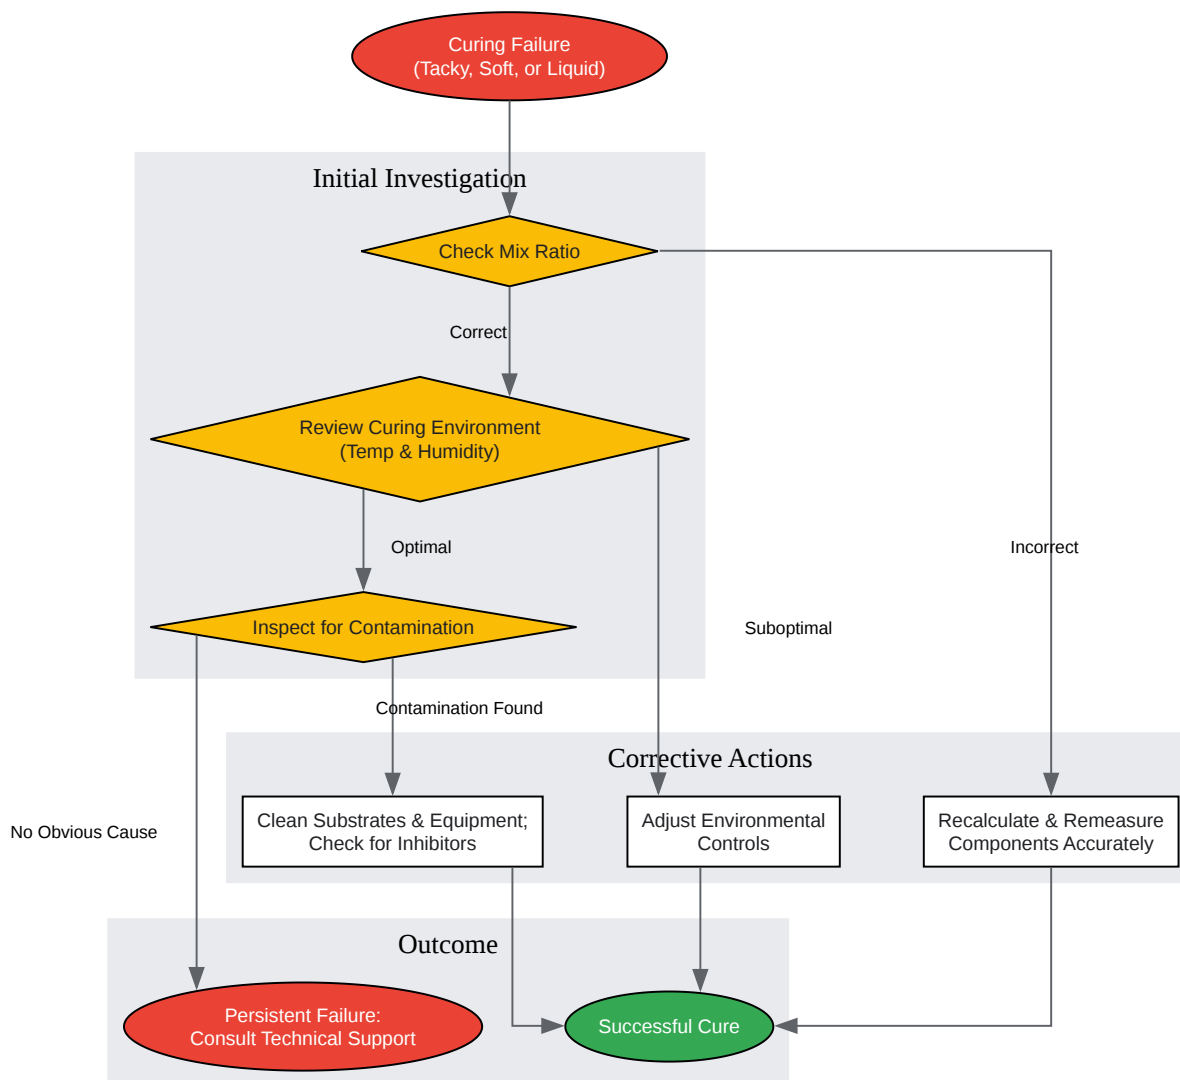 Curing Failure
(Tacky, Soft, or Liquid)
Initial Investigation
Check Mix Ratio
Correct
Review Curing Environment
(Temp & Humidity)
Optimal
Incorrect
Inspect for Contamination
Suboptimal
Contamination Found
Corrective Actions
Clean Substrates & Equipment;
Check for Inhibitors
Adjust Environmental
Controls
Recalculate & Remeasure
Components Accurately
No Obvious Cause
Outcome
Persistent Failure:
Consult Technical Support
Successful Cure